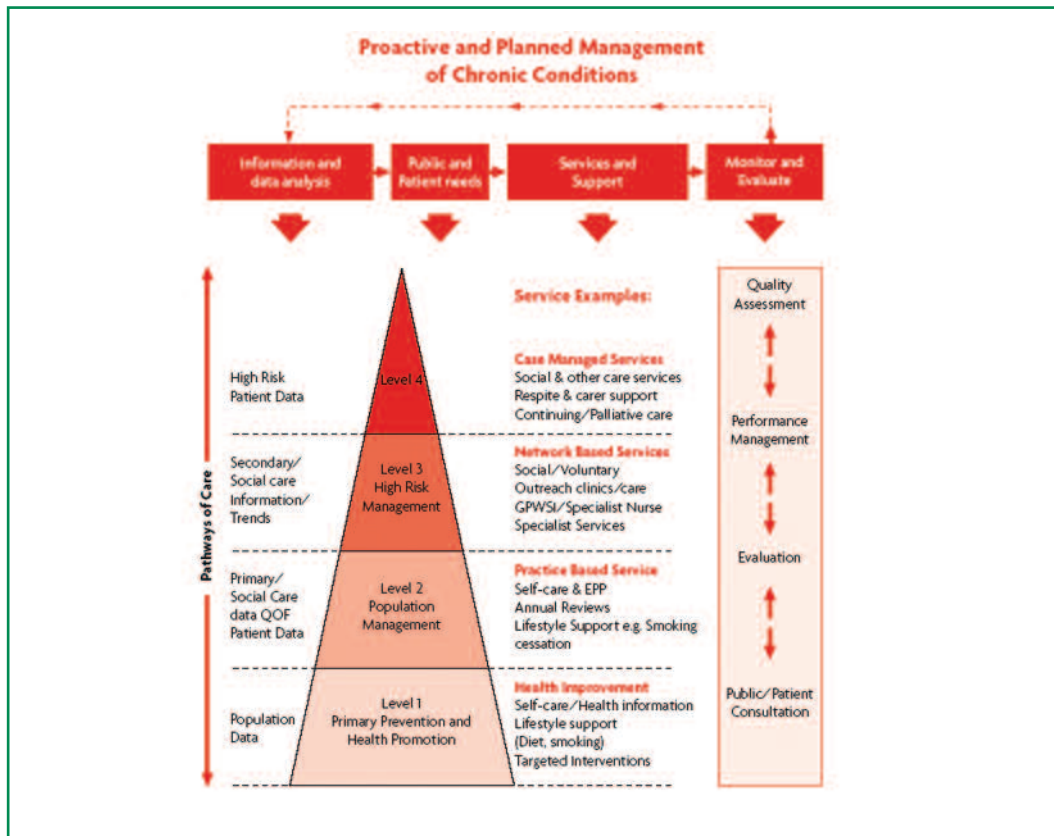 Proactive and Planned Management
of Chronic Conditions
Information and
data analysis
Public and
Patient needs
Services and
Support
Monitor and
Evaluate
Pathways of Care
High Risk
Patient Data
Secondary/
Social care
Information/
Trends
Primary/
Social Care
data QOF
Patient Data
Population
Data
Level 4
Level 3
High Risk
Management
Level 2
Population
Management
Level 1
Primary Prevention and
Health Promotion
Service Examples:
Case Managed Services
Social & other care services
Respite & carer support
Continuing/Palliative care
Network Based Services
Social/Voluntary
Outreach clinics/care
GPWSI/Specialist Nurse
Specialist Services
Practice Based Service
Self-care & EPP
Annual Reviews
Lifestyle Support e.g. Smoking
cessation
Health Improvement
Self-care/Health information
Lifestyle support
(Diet, smoking)
Targeted Interventions
Quality
Assessment
Performance
Management
Evaluation
Public/Patient
Consultation